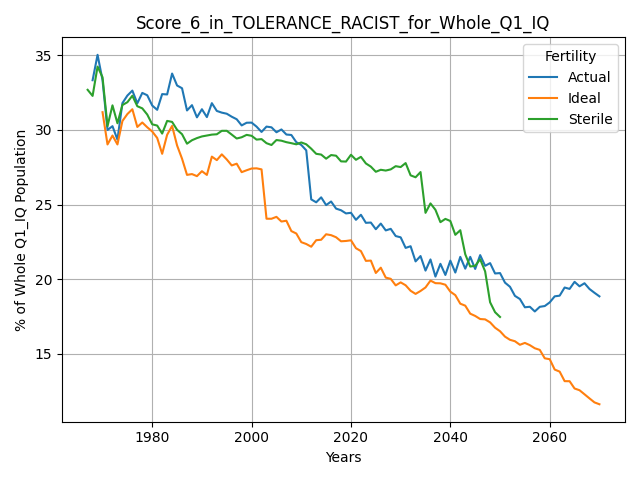 Score_6_in_TOLERANCE_RACIST_for_Whole_Q1_IQ
Fertility
Actual
Ideal
Sterile
% of Whole Q1_IQ Population
35
30
25
20
15
1980
2000
2020
2040
2060
Years